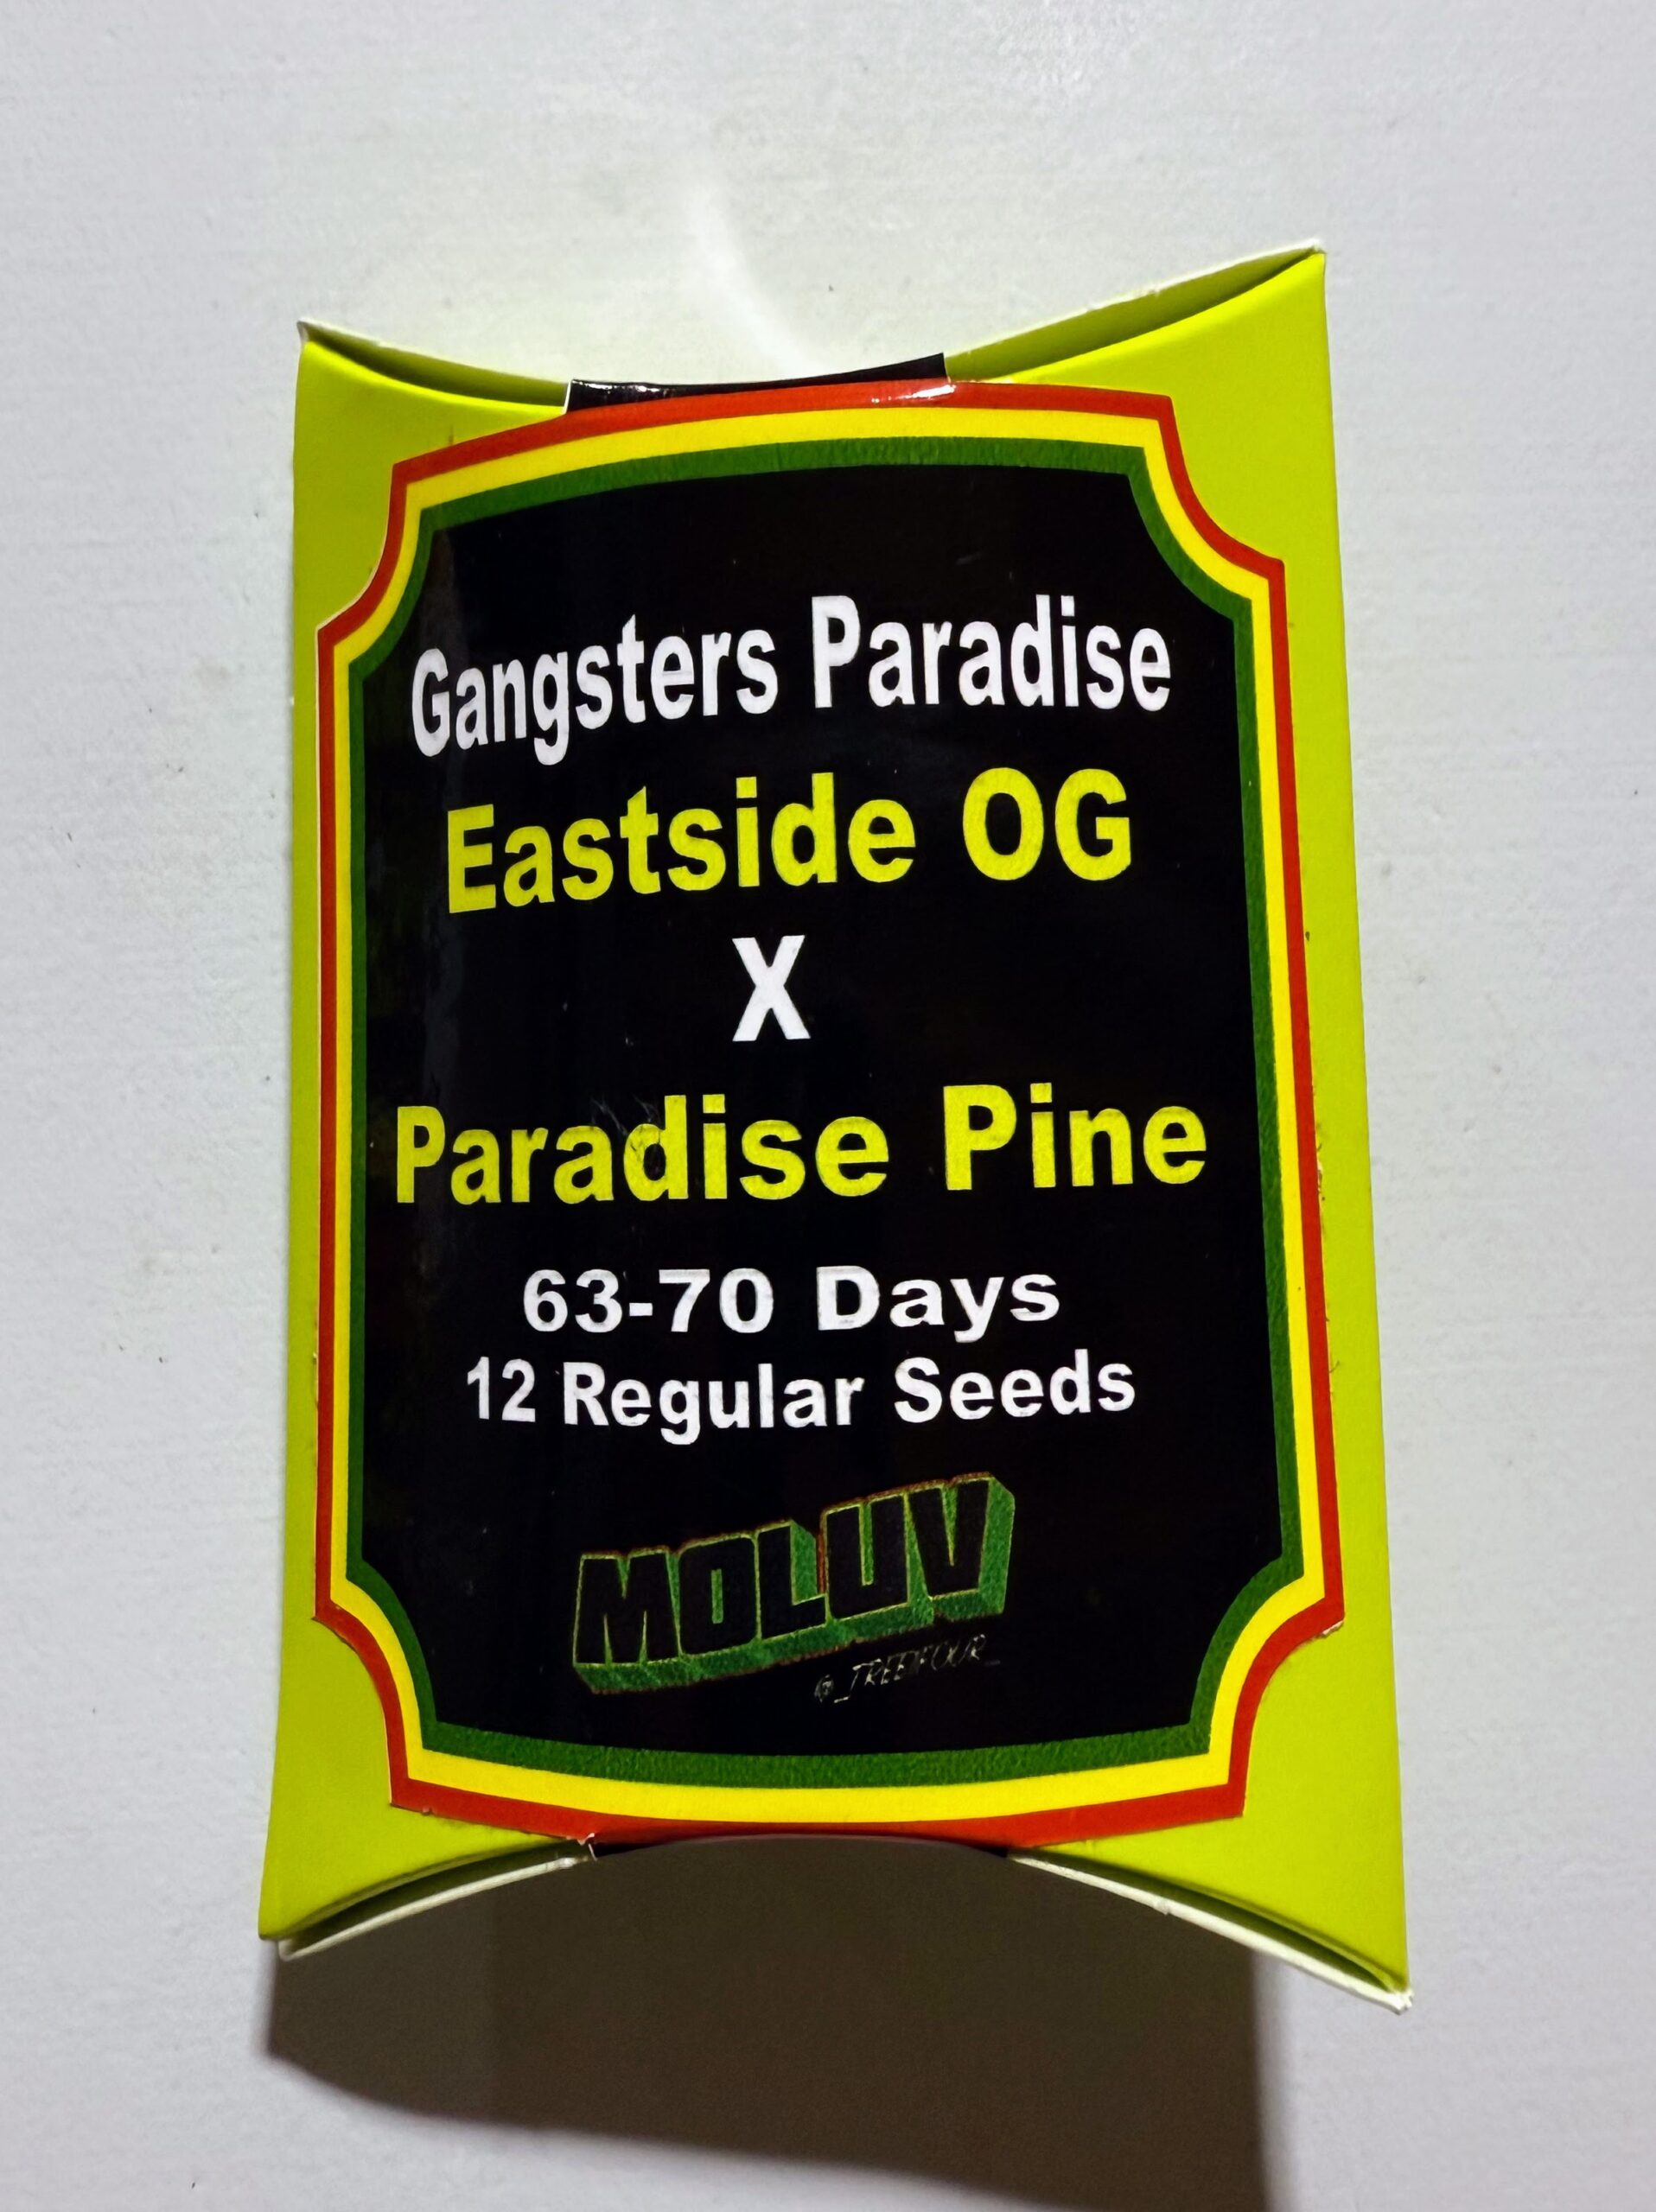 Gangsters Paradise
Eastside OG
X
Paradise Pine
63-70 Days
12 Regular Seeds
MOLUV